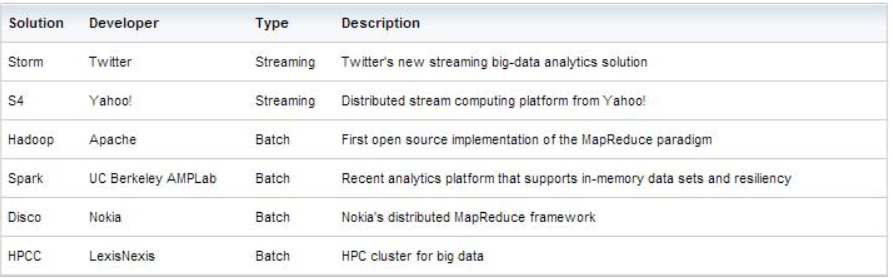 Solution Developer Type Description
Storm Twitter Streaming Twitter's new streaming big-data analytics solution
S4 Yahoo! Streaming Distributed stream computing platform from Yahoo!
Hadoop Apache Batch First open source implementation of the MapReduce paradigm
Spark UC Berkeley AMPLab Batch Recent analytics platform that supports in-memory data sets and resiliency
Disco Nokia Batch Nokia's distributed MapReduce framework
HPCC LexisNexis Batch HPC cluster for big data